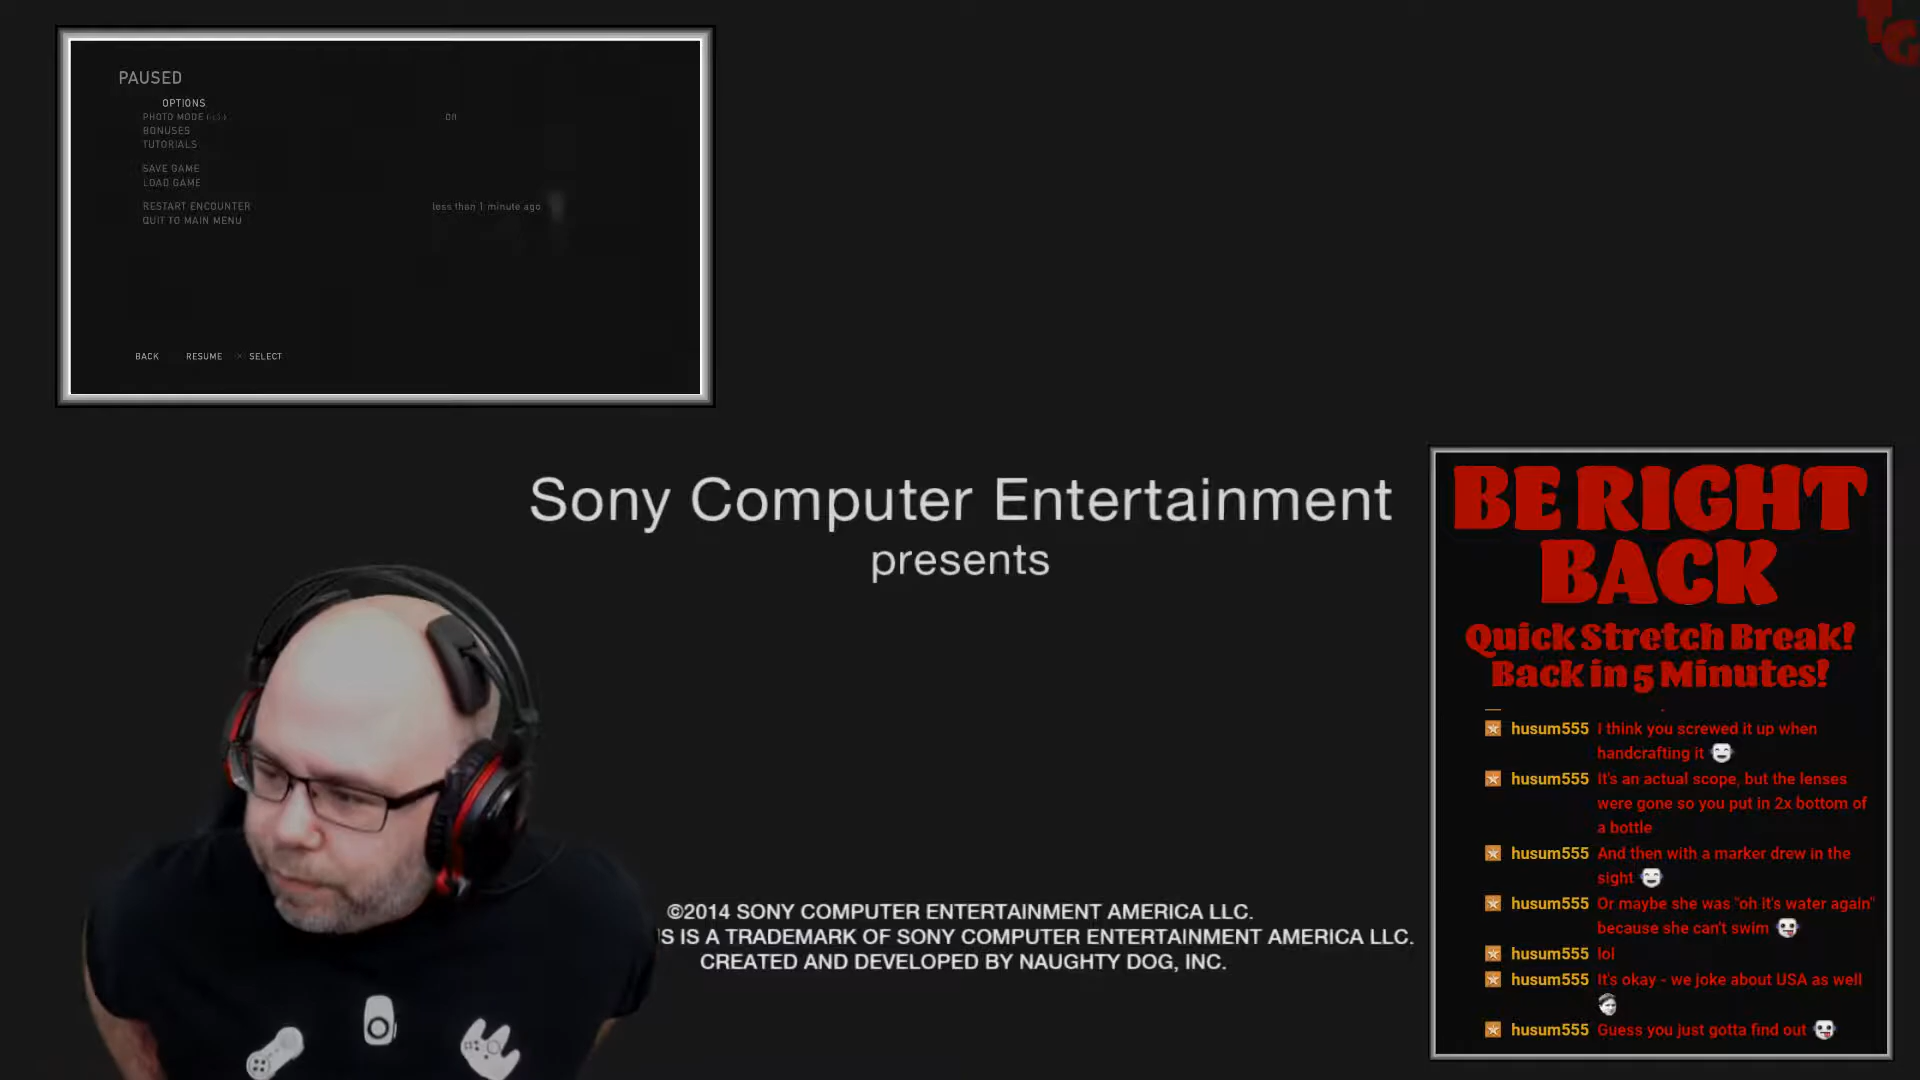 TG
PAUSED
OPTIONS
PHOTO MODE
On
BONUSES
TUTORIALS
SAVE GAME
LOAD GAME
RESTART ENCOUNTER
less than 1 minute ago
QUIT TO MAIN MENU
BACK RESUME × SELECT
Sony Computer Entertainment
presents
©2014 SONY COMPUTER ENTERTAINMENT AMERICA LLC.
S IS A TRADEMARK OF SONY COMPUTER ENTERTAINMENT AMERICA LLC.
CREATED AND DEVELOPED BY NAUGHTY DOG, INC.
BE RIGHT
BACK
Quick Stretch Break!
Back in 5 Minutes!
husum555 I think you screwed it up when
handcrafting it
husum555 It's an actual scope, but the lenses
were gone so you put in 2x bottom of
a bottle
husum555 And then with a marker drew in the
sight
husum555 Or maybe she was "oh it's water again"
because she can't swim
husum555 lol
husum555 It's okay - we joke about USA as well
husum555 Guess you just gotta find out